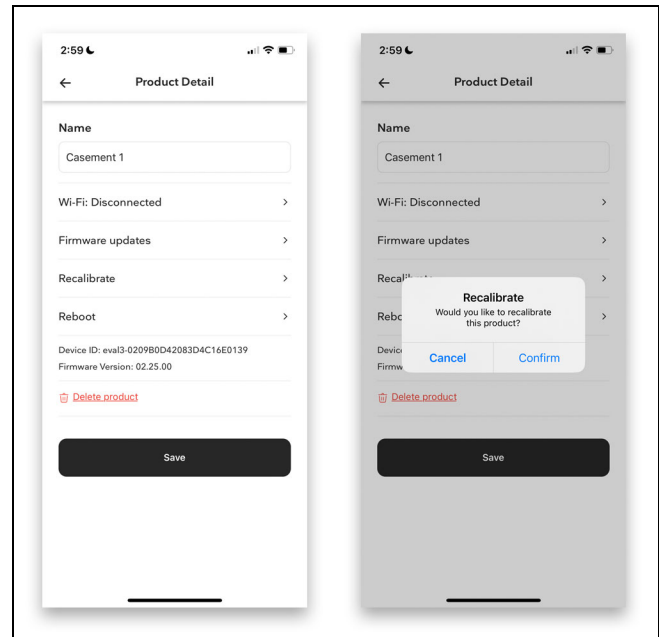 2:59
Product Detail
Name
Casement 1
Wi-Fi: Disconnected
Firmware updates
Recalibrate
Reboot
Device ID: eval3-0209B0D42083D4C16E0139
Firmware Version: 02.25.00
Delete product
Save
2:59
Product Detail
Name
Casement 1
Wi-Fi: Disconnected
Firmware updates
Recalibrate
Would you like to recalibrate
this product?
Cancel
Confirm
Delete product
Save